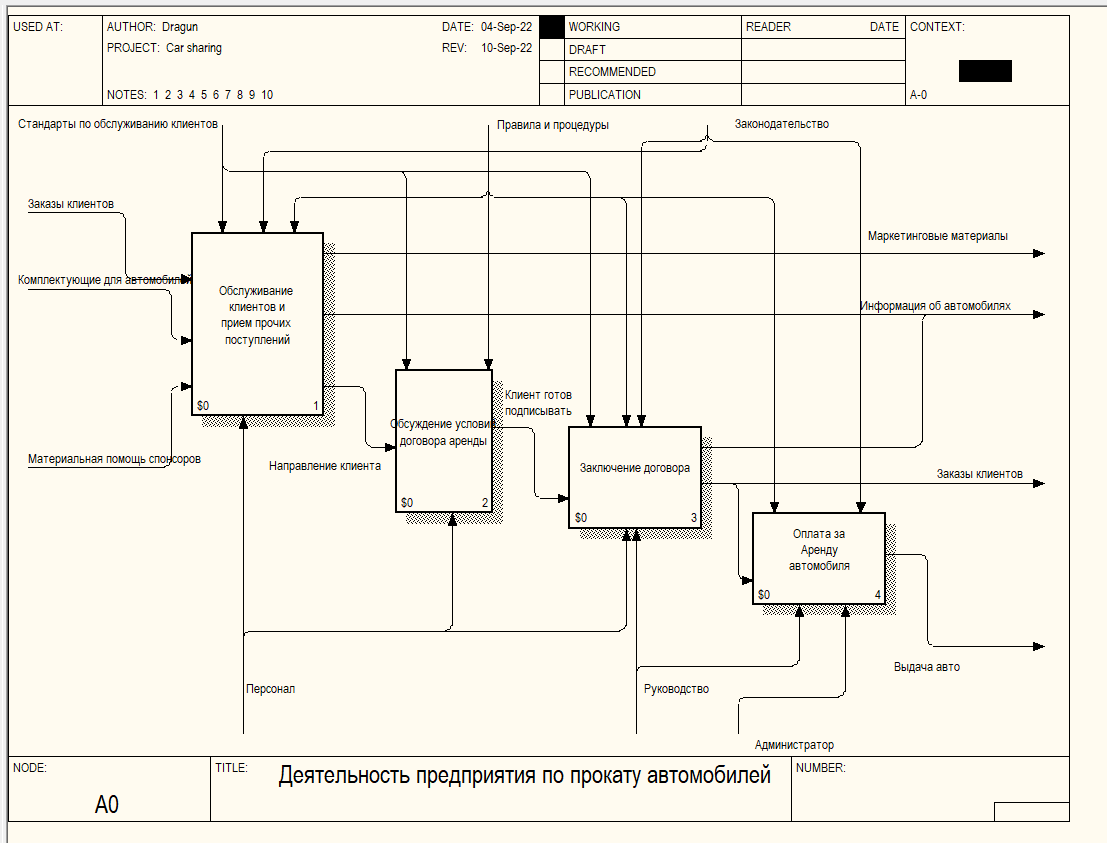 USED AT:
AUTHOR: Dragun
DATE: 04-Sep-22
WORKING
READER
DATE
CONTEXT:
PROJECT: Car sharing
REV: 10-Sep-22
DRAFT
RECOMMENDED
NOTES: 1 2 3 4 5 6 7 8 9 10
PUBLICATION
A-0
Стандарты по обслуживанию клиентов
Правила и процедуры
Законодательство
Заказы клиентов
Маркетинговые материалы
Комплектующие для автомобилей
Обслуживание
клиентов и
прием прочих
поступлений
$0
1
Информация об автомобилях
Клиент готов
подписывать
Обсуждение условий
договора аренды
$0
2
Материальная помощь спонсоров
Направление клиента
Заключение договора
$0
3
Заказы клиентов
Оплата за
Аренду
автомобиля
$0
4
Выдача авто
Персонал
Руководство
Администратор
NODE:
TITLE:
Деятельность предприятия по прокату автомобилей
NUMBER:
A0